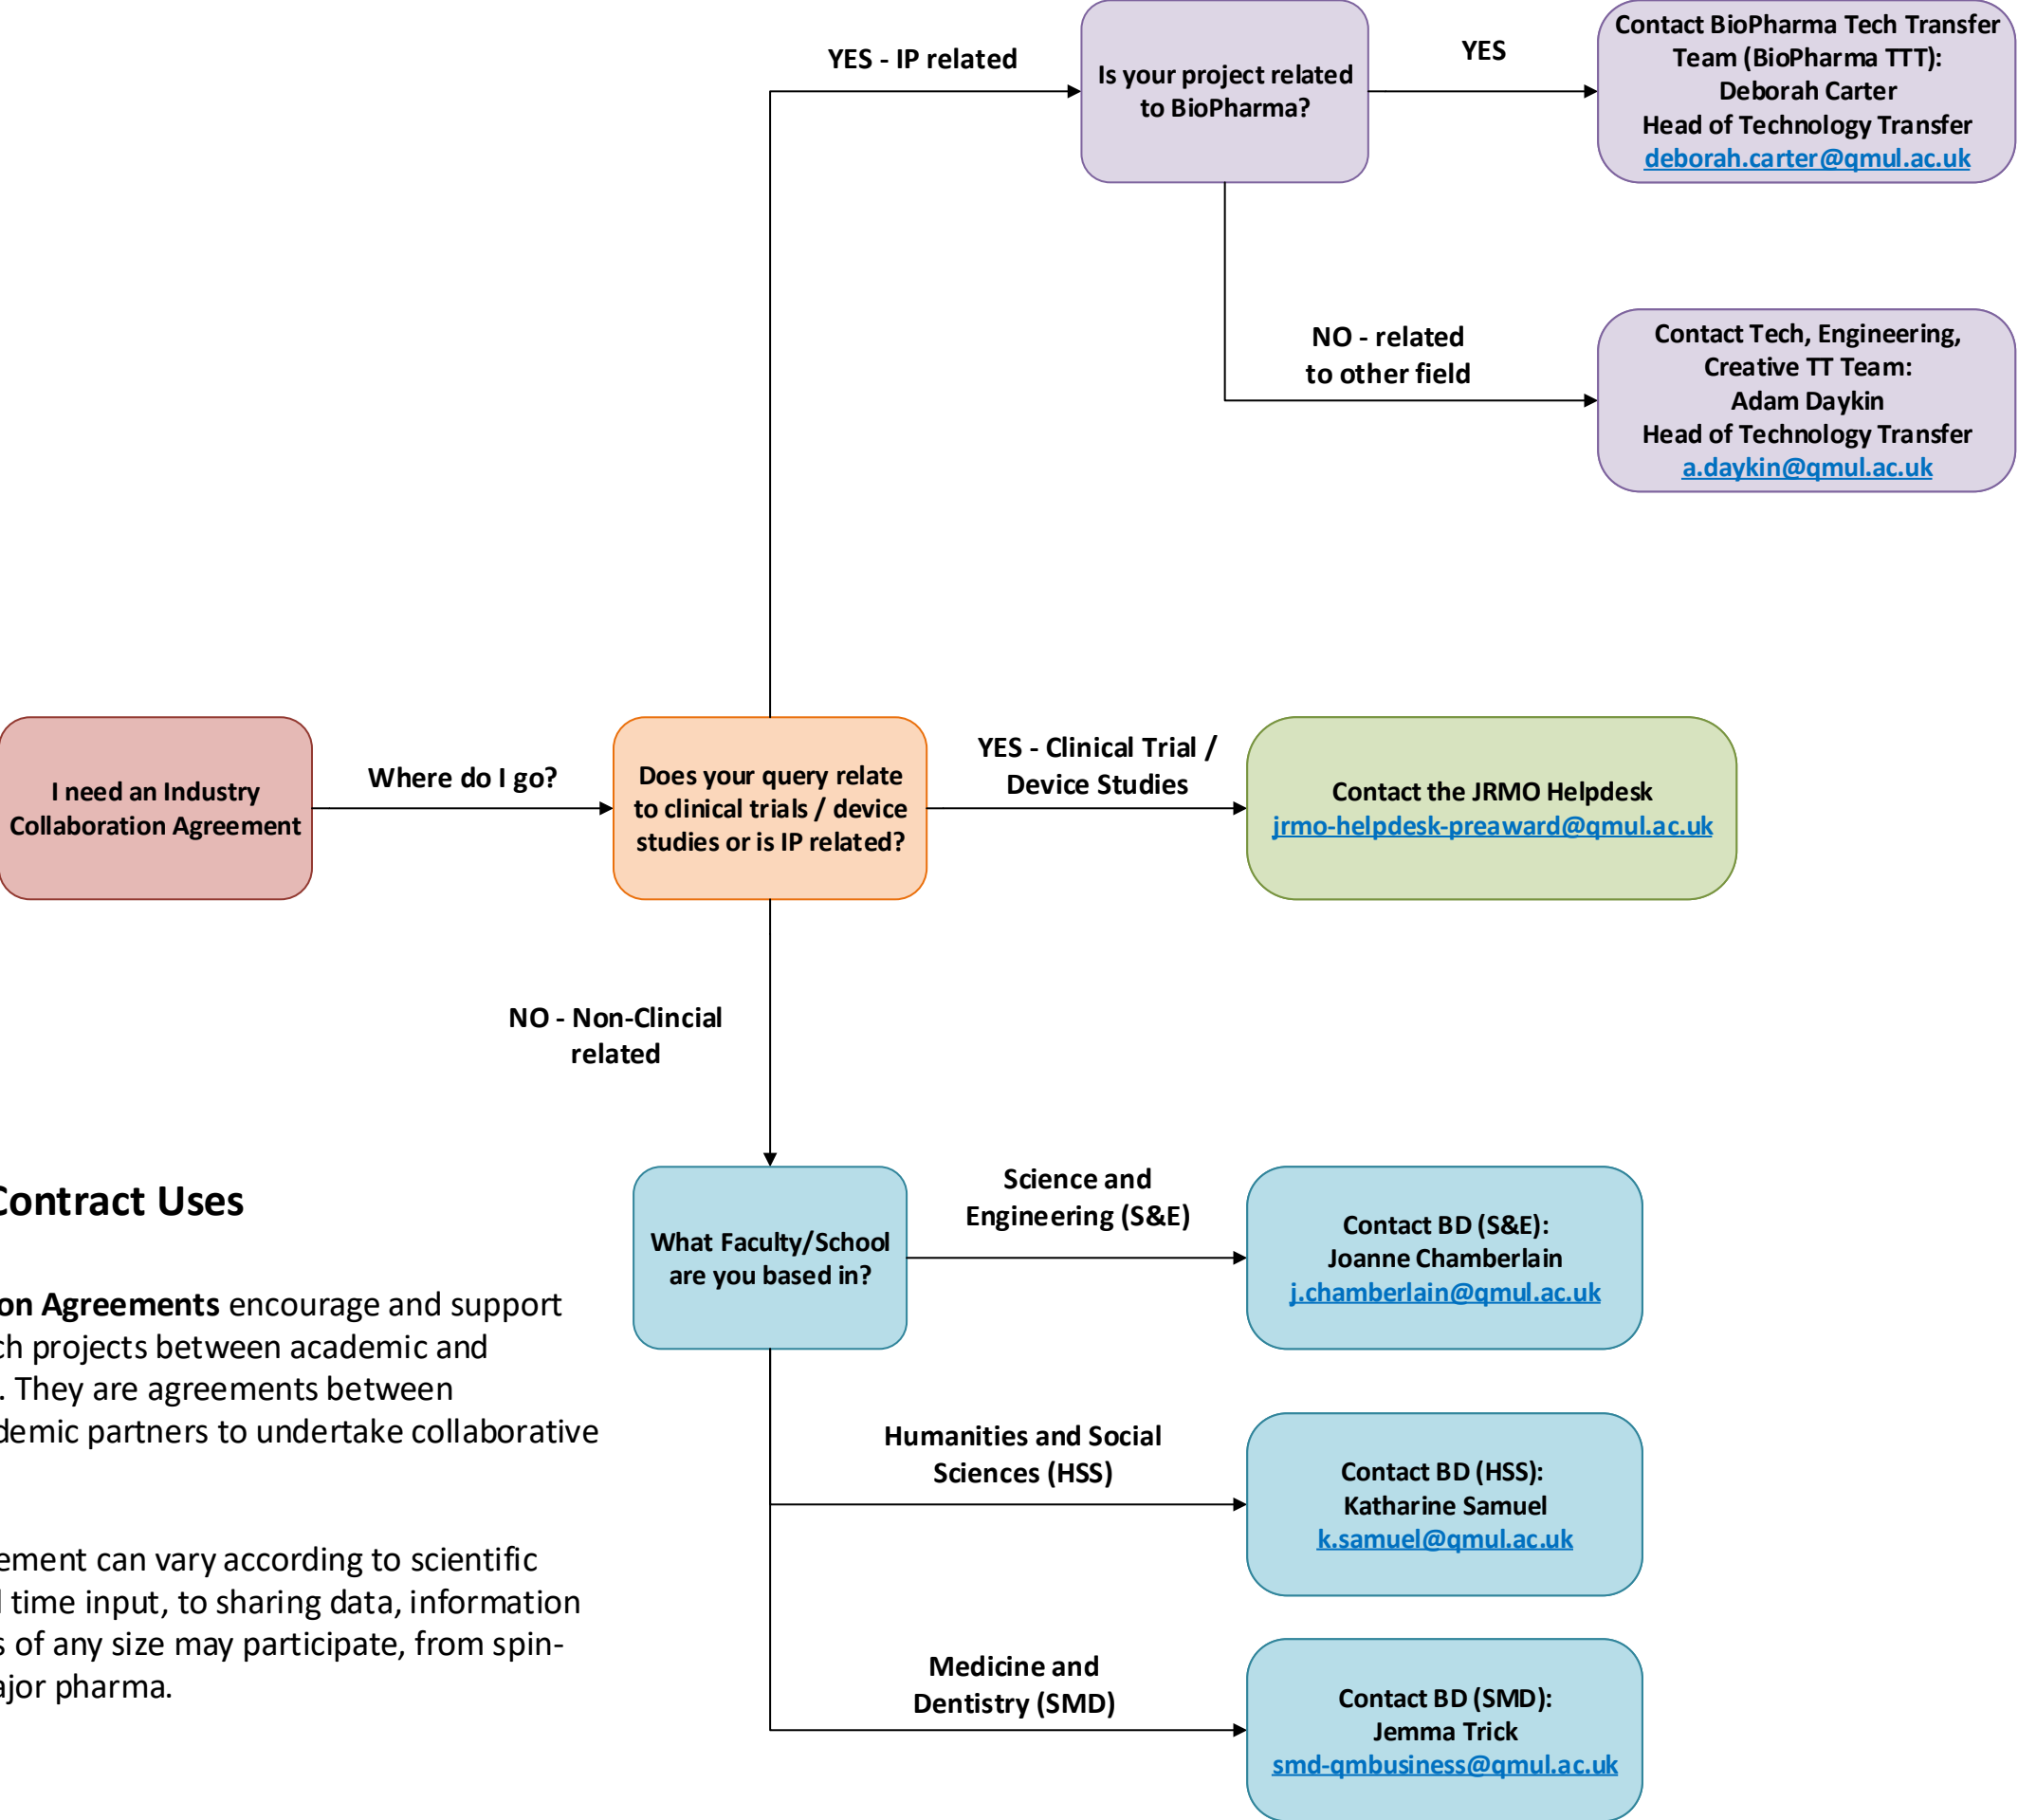 YES - IP related
Is your project related
to BioPharma?
YES
Contact BioPharma Tech Transfer
Team (BioPharma TTT):
Deborah Carter
Head of Technology Transfer
deborah.carter@qmul.ac.uk
NO - related
to other field
Contact Tech, Engineering,
Creative TT Team:
Adam Daykin
Head of Technology Transfer
a.daykin@qmul.ac.uk
I need an Industry
Collaboration Agreement
Where do I go?
Does your query relate
to clinical trials / device
studies or is IP related?
YES - Clinical Trial /
Device Studies
Contact the JRMO Helpdesk
jrmo-helpdesk-preaward@qmul.ac.uk
NO - Non-Clincial
related
What Faculty/School
are you based in?
Science and
Engineering (S&E)
Contact BD (S&E):
Joanne Chamberlain
j.chamberlain@qmul.ac.uk
Humanities and Social
Sciences (HSS)
Contact BD (HSS):
Katharine Samuel
k.samuel@qmul.ac.uk
Medicine and
Dentistry (SMD)
Contact BD (SMD):
Jemma Trick
smd-qmbusiness@qmul.ac.uk
Contract Uses
on Agreements encourage and support
ch projects between academic and
. They are agreements between
demic partners to undertake collaborative
ement can vary according to scientific
l time input, to sharing data, information
s of any size may participate, from spin-
ajor pharma.